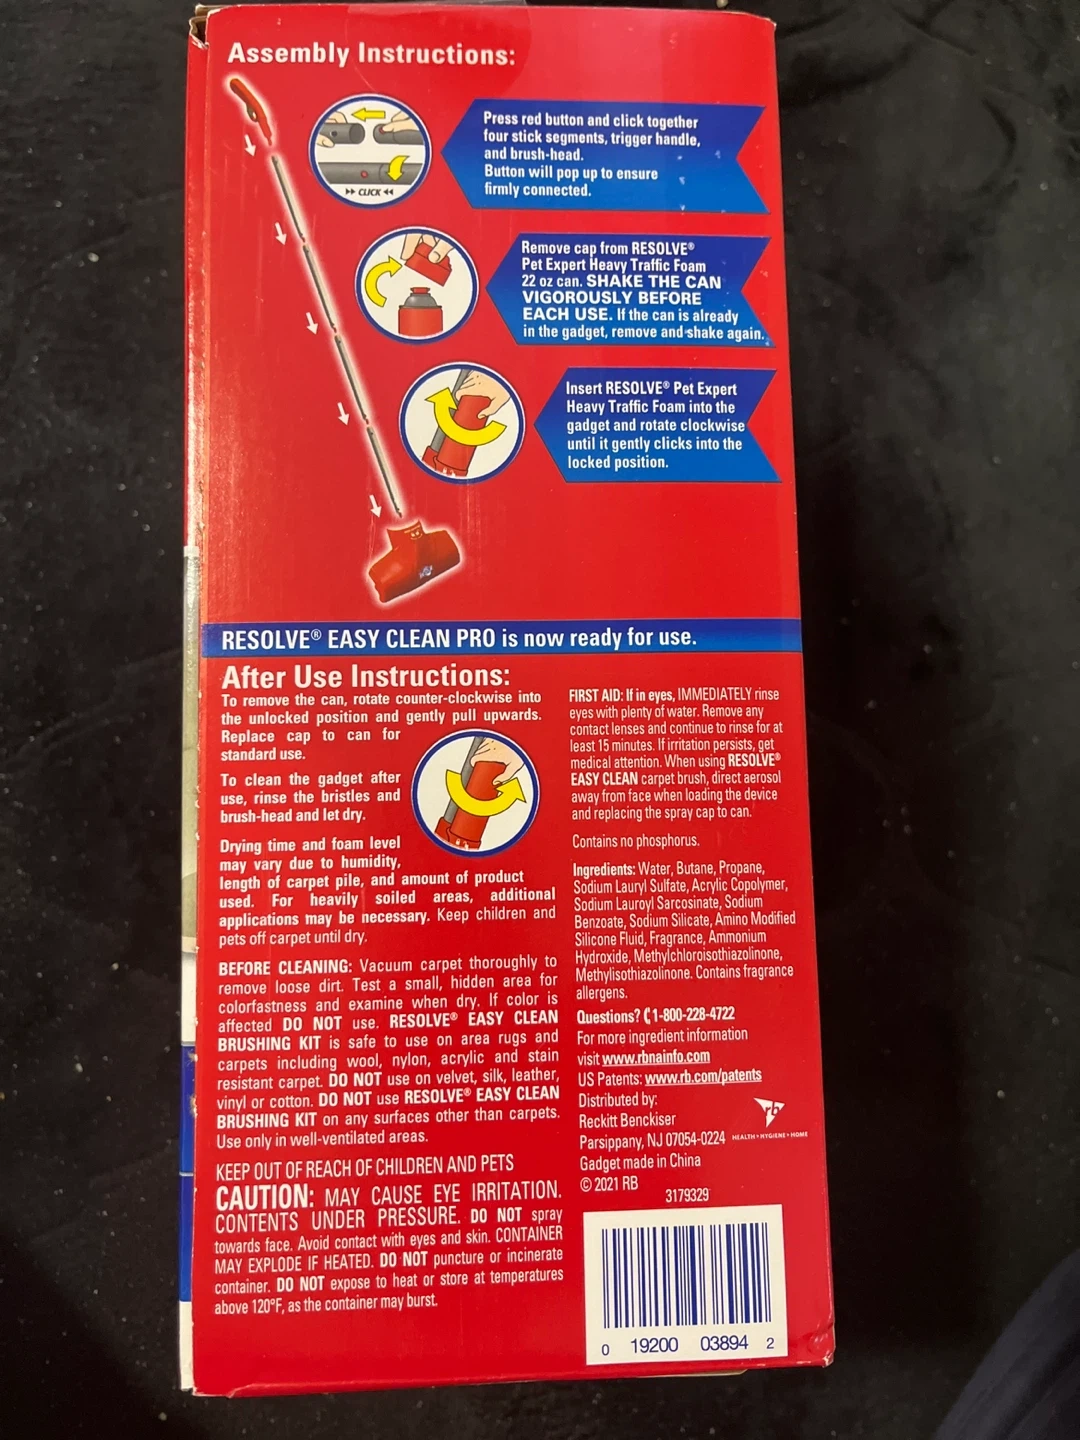 Assembly Instructions:
Press red button and click together
four stick segments, trigger handle,
and brush-head.
Button will pop up to ensure
firmly connected.
CLICK
Remove cap from RESOLVE®
Pet Expert Heavy Traffic Foam
22 oz can. SHAKE THE CAN
VIGOROUSLY BEFORE
EACH USE. If the can is already
in the gadget, remove and shake again.
Insert RESOLVE® Pet Expert
Heavy Traffic Foam into the
gadget and rotate clockwise
until it gently clicks into the
locked position.
RESOLVE® EASY CLEAN PRO is now ready for use.
After Use Instructions:
To remove the can, rotate counter-clockwise into
the unlocked position and gently pull upwards.
Replace cap to can for
standard use.
To clean the gadget after
use, rinse the bristles and
brush-head and let dry.
Drying time and foam level
may vary due to humidity,
length of carpet pile, and amount of product
used. For heavily soiled areas, additional
applications may be necessary. Keep children and
pets off carpet until dry.
BEFORE CLEANING: Vacuum carpet thoroughly to
remove loose dirt. Test a small, hidden area for
colorfastness and examine when dry. If color is
affected DO NOT use. RESOLVE® EASY CLEAN
BRUSHING KIT is safe to use on area rugs and
carpets including wool, nylon, acrylic and stain
resistant carpet. DO NOT use on velvet, silk, leather,
vinyl or cotton. DO NOT use RESOLVE® EASY CLEAN
BRUSHING KIT on any surfaces other than carpets.
Use only in well-ventilated areas.
KEEP OUT OF REACH OF CHILDREN AND PETS
CAUTION: MAY CAUSE EYE IRRITATION.
CONTENTS UNDER PRESSURE. DO NOT spray
towards face. Avoid contact with eyes and skin. CONTAINER
MAY EXPLODE IF HEATED. DO NOT puncture or incinerate
container. DO NOT expose to heat or store at temperatures
above 120°F, as the container may burst.
FIRST AID: If in eyes, IMMEDIATELY rinse
eyes with plenty of water. Remove any
contact lenses and continue to rinse for at
least 15 minutes. If irritation persists, get
medical attention. When using RESOLVE®
EASY CLEAN carpet brush, direct aerosol
away from face when loading the device
and replacing the spray cap to can.
Contains no phosphorus.
Ingredients: Water, Butane, Propane,
Sodium Lauryl Sulfate, Acrylic Copolymer,
Sodium Lauroyl Sarcosinate, Sodium
Benzoate, Sodium Silicate, Amino Modified
Silicone Fluid, Fragrance, Ammonium
Hydroxide, Methylchloroisothiazolinone,
Methylisothiazolinone. Contains fragrance
allergens.
Questions? 1-800-228-4722
For more ingredient information
visit www.rbnainfo.com
US Patents: www.rb.com/patents
Distributed by:
Reckitt Benckiser
Parsippany, NJ 07054-0224
Gadget made in China
© 2021 RB
3179329
rb
HEALTH • HYGIENE • HOME
0 19200 03894 2